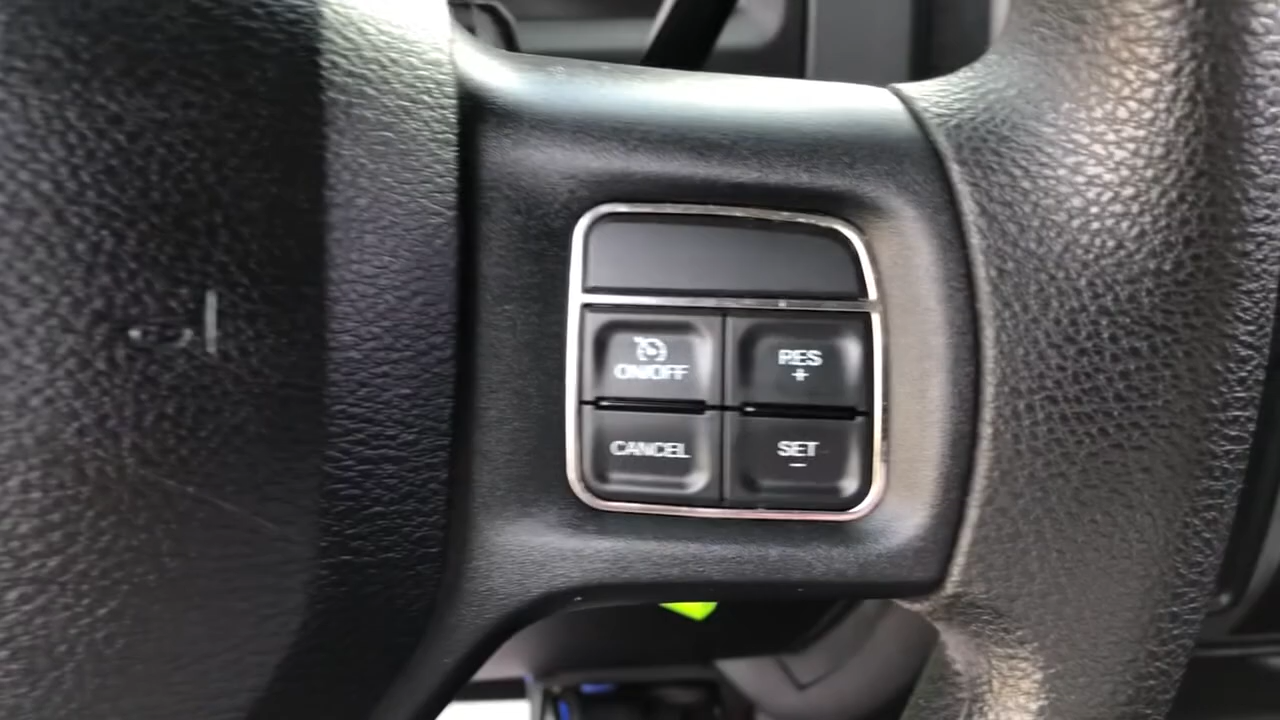 ON/OFF
RES
+
CANCEL
SET
−